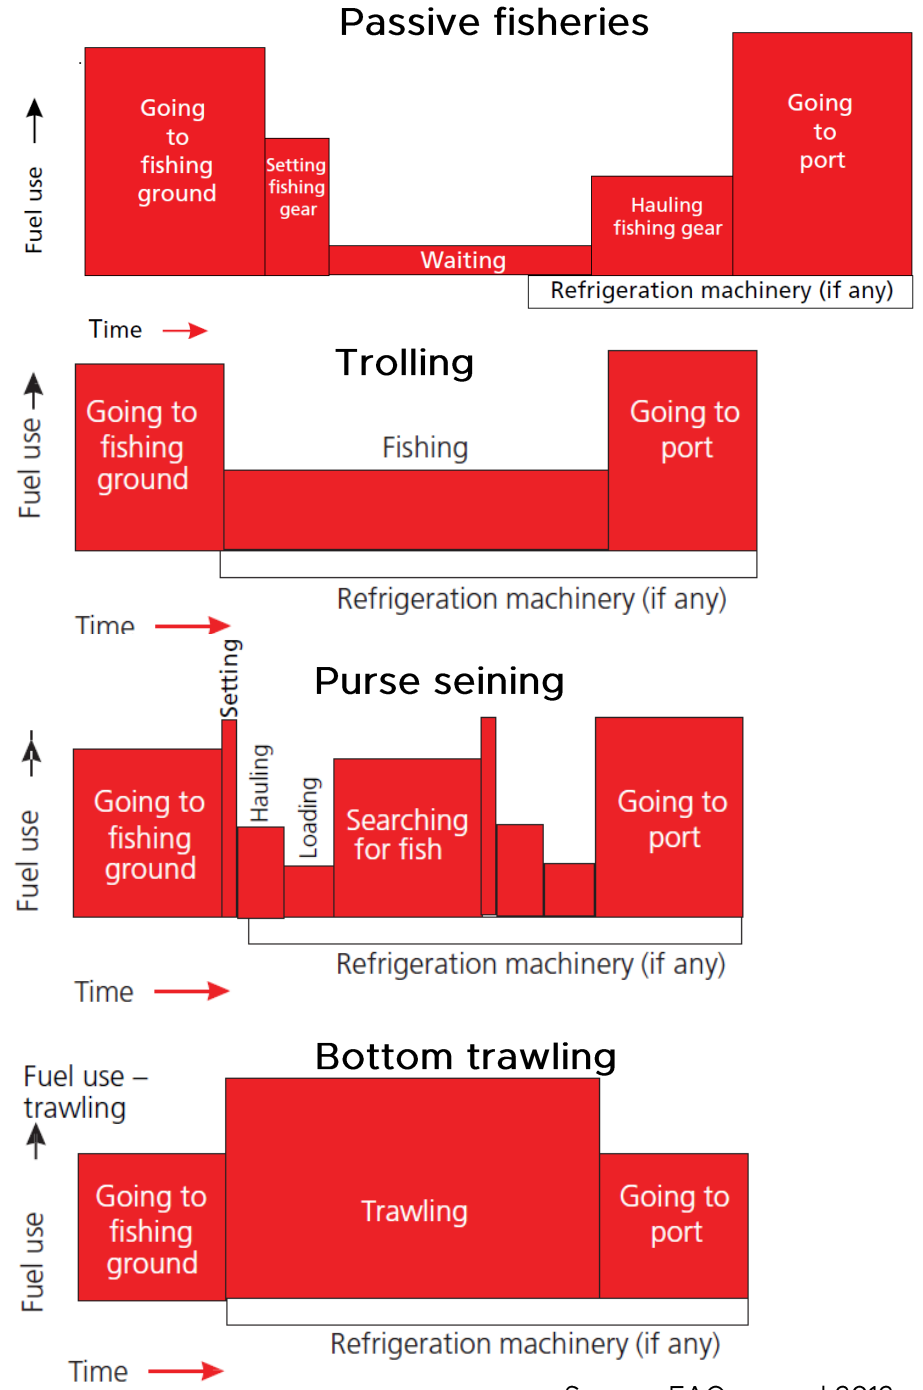 Passive fisheries
Fuel use
Going
to
fishing
ground
Setting
fishing
gear
Waiting
Hauling
fishing gear
Going
to
port
Refrigeration machinery (if any)
Time
Trolling
Fuel use
Going to
fishing
ground
Fishing
Going to
port
Refrigeration machinery (if any)
Time
Purse seining
Fuel use
Going to
fishing
ground
Setting
Hauling
Loading
Searching
for fish
Going to
port
Refrigeration machinery (if any)
Time
Bottom trawling
Fuel use –
trawling
Fuel use
Going to
fishing
ground
Trawling
Going to
port
Refrigeration machinery (if any)
Time